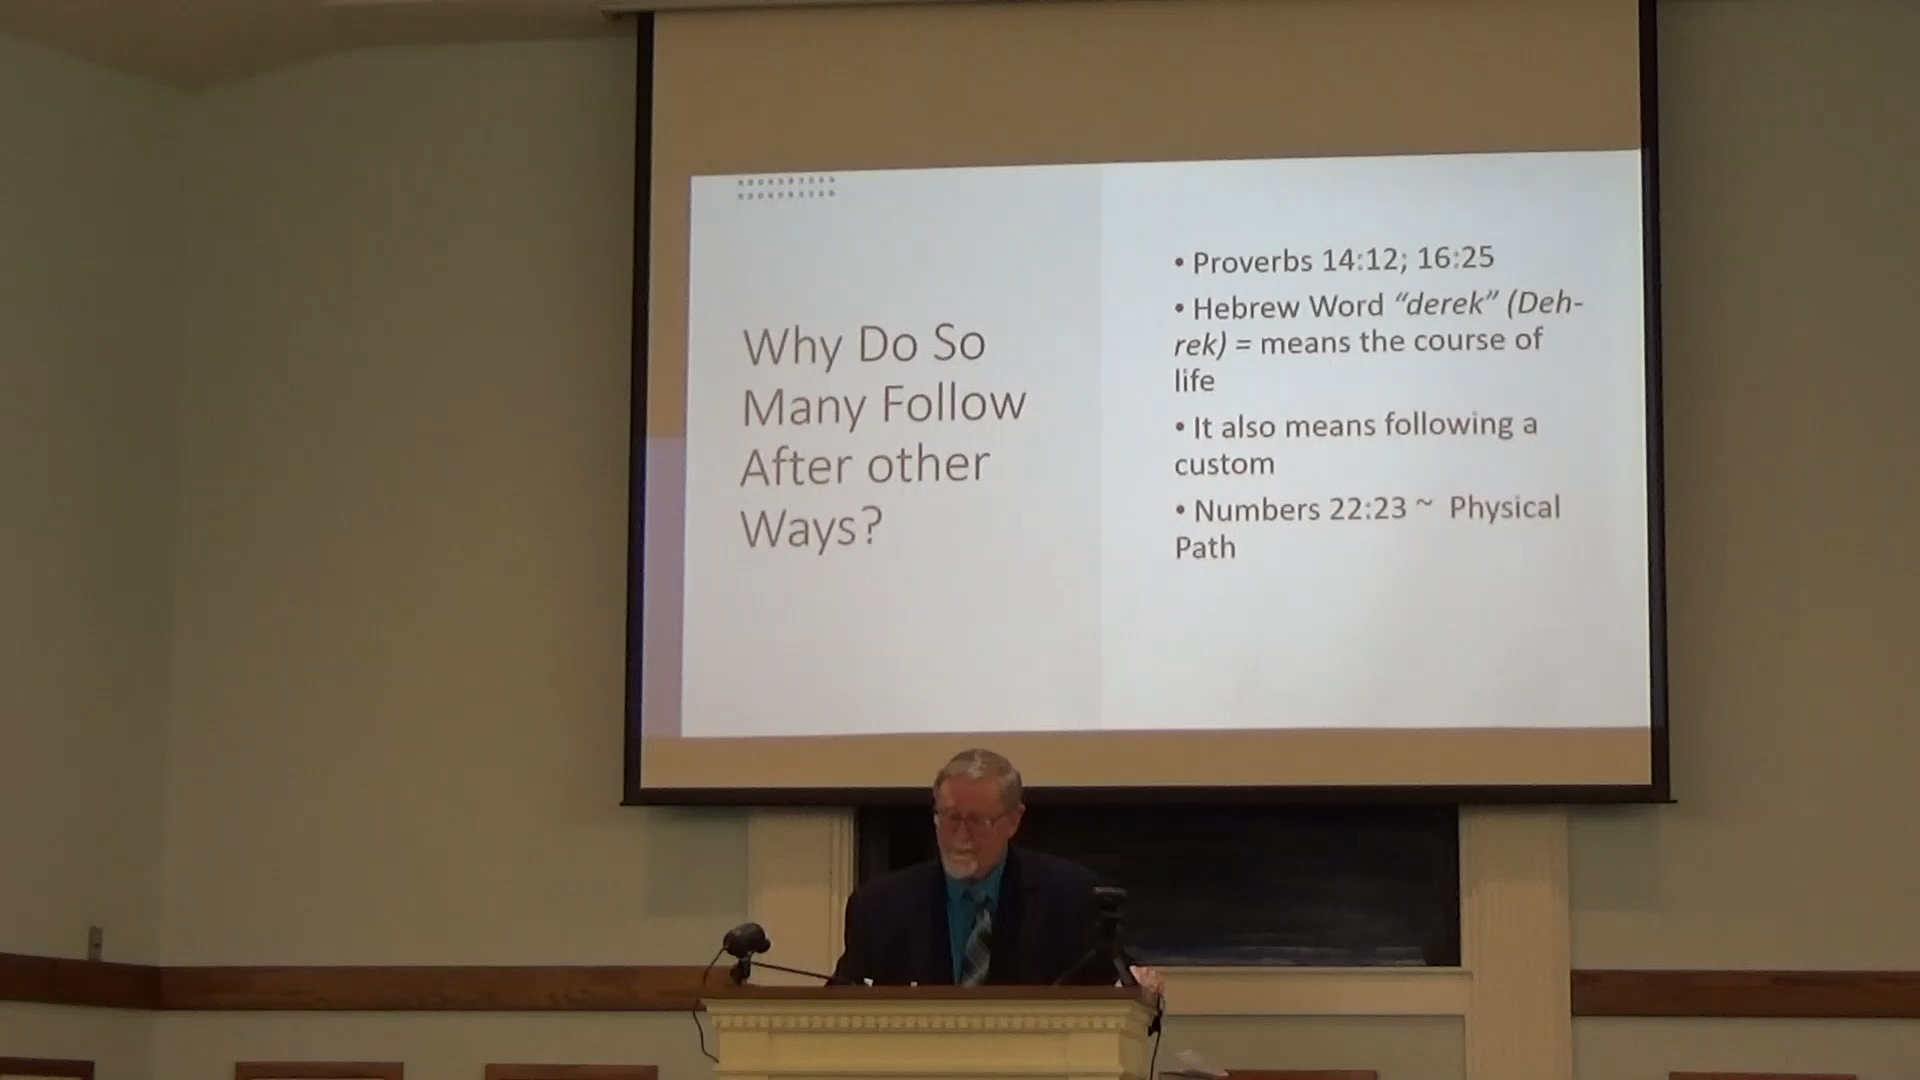 Why Do So
Many Follow
After other
Ways?
• Proverbs 14:12; 16:25
• Hebrew Word “derek” (Deh-
rek) = means the course of
life
• It also means following a
custom
• Numbers 22:23 ~ Physical
Path